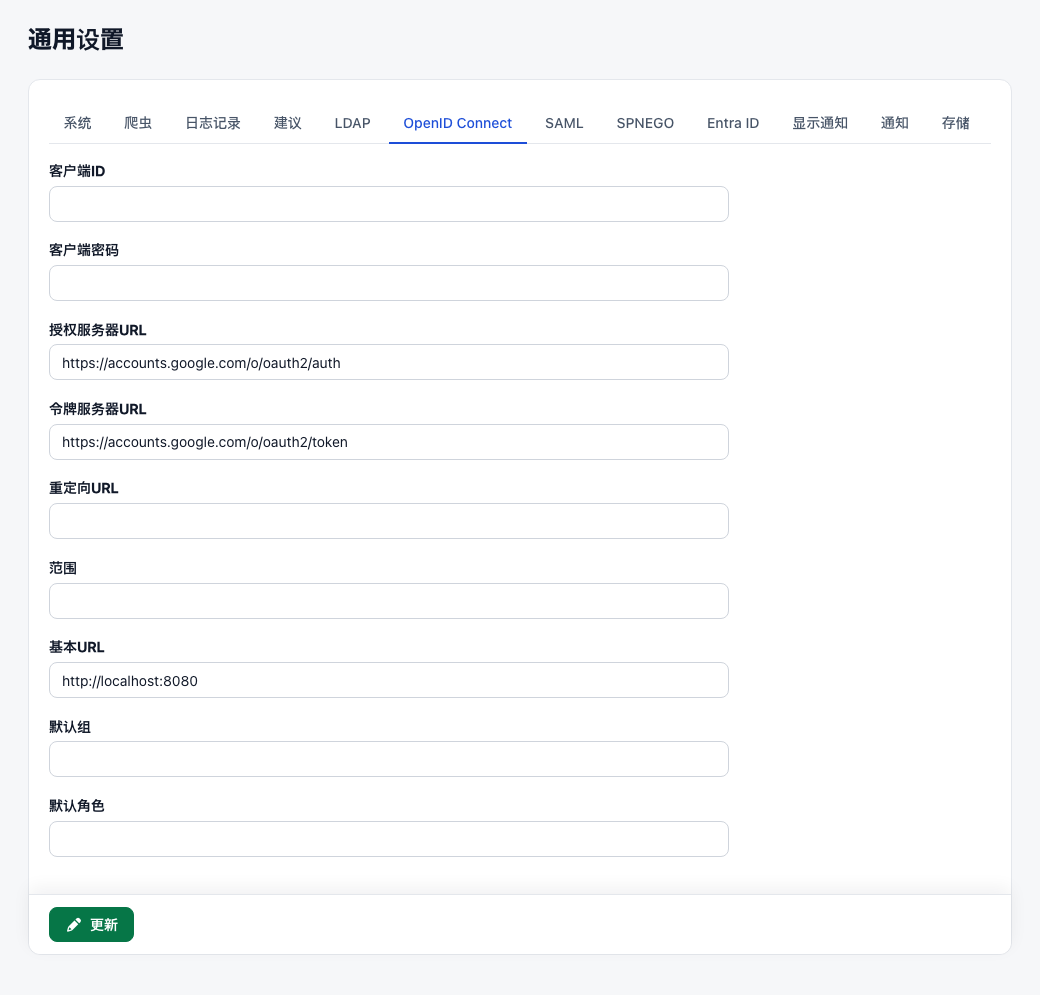 通用设置
系统 爬虫 日志记录 建议 LDAP OpenID Connect SAML SPNEGO Entra ID 显示通知 通知 存储
客户端ID
客户端密码
授权服务器URL
https://accounts.google.com/o/oauth2/auth
令牌服务器URL
https://accounts.google.com/o/oauth2/token
重定向URL
范围
基本URL
http://localhost:8080
默认组
默认角色
更新